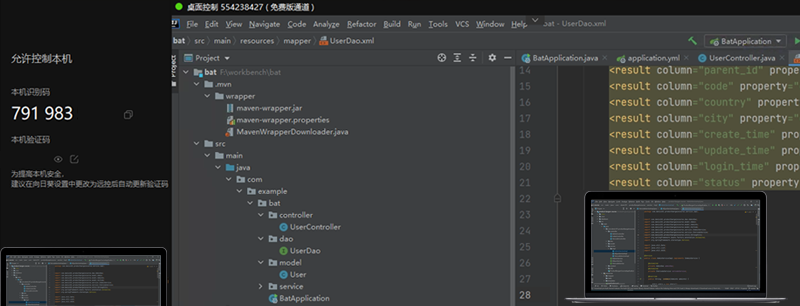 桌面控制 554238427（免费版通道）
允许控制本机
本机识别码
791 983
本机验证码
为提高本机安全,
建议在向日葵设置中更改为远控后自动更新验证码
File Edit View Navigate Code Analyze Refactor Build Run Tools VCS Window Help bat - UserDao.xml
bat › src › main › resources › mapper › UserDao.xml
BatApplication
Project
Project
BatApplication.java
application.yml
UserController.java
bat F:\workbench\bat
.mvn
wrapper
maven-wrapper.jar
maven-wrapper.properties
MavenWrapperDownloader.java
src
main
java
com
example
bat
controller
UserController
dao
UserDao
model
User
service
BatApplication
14 <result column="parent_id" prope
15 <result column="code" property="
16 <result column="country" propert
17 <result column="city" property="
18 <result column="create_time" pro
19 <result column="update_time" pro
20 <result column="login_time" prop
21 <result column="status" property
22
23
28